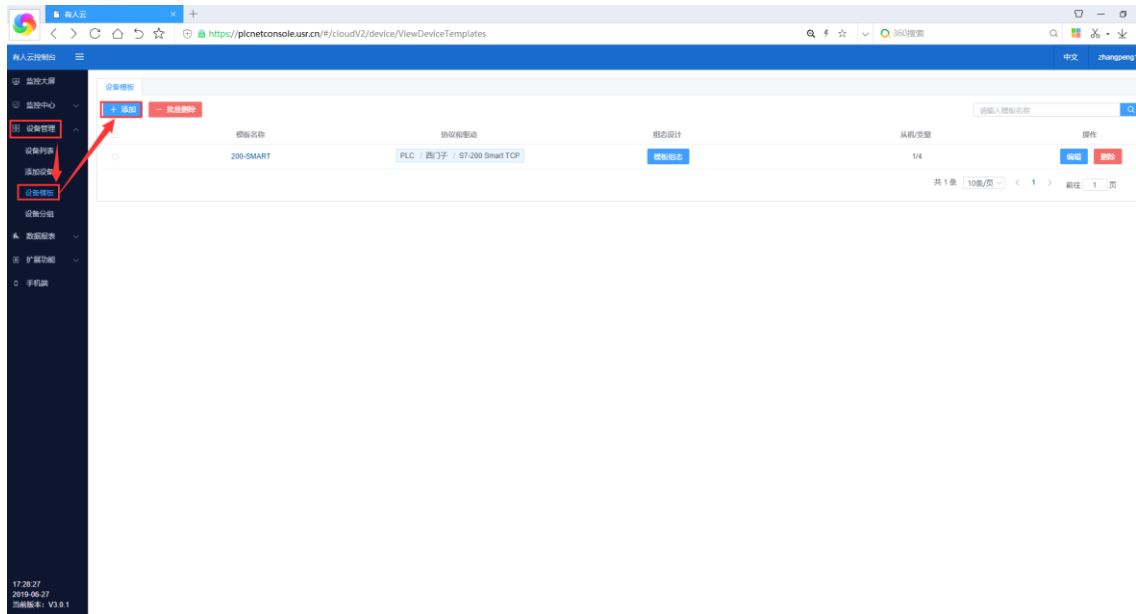 有人云
https://plcnetconsole.usr.cn/#/cloudV2/device/ViewDeviceTemplates
360搜索
有人云控制台
中文
zhangpeng1
监控大屏
监控中心
设备管理
设备列表
添加设备
设备模板
设备分组
数据报表
扩展功能
手机端
设备模板
+ 添加
− 批量删除
请输入模板名称
模板名称
协议和驱动
组态设计
从机/变量
操作
200-SMART
PLC / 西门子 / S7-200 Smart TCP
模板组态
1/4
编辑
删除
共 1 条
10条/页
< 1 >
前往 1 页
17:28:27
2019-06-27
当前版本：V3.0.1